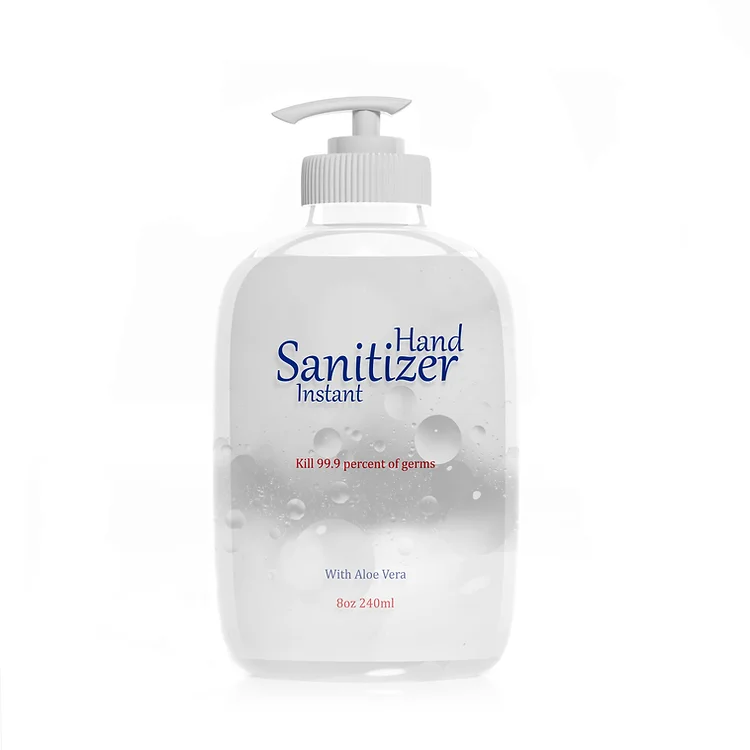 Hand
Sanitizer
Instant
Kill 99.9 percent of germs
With Aloe Vera
8oz 240ml